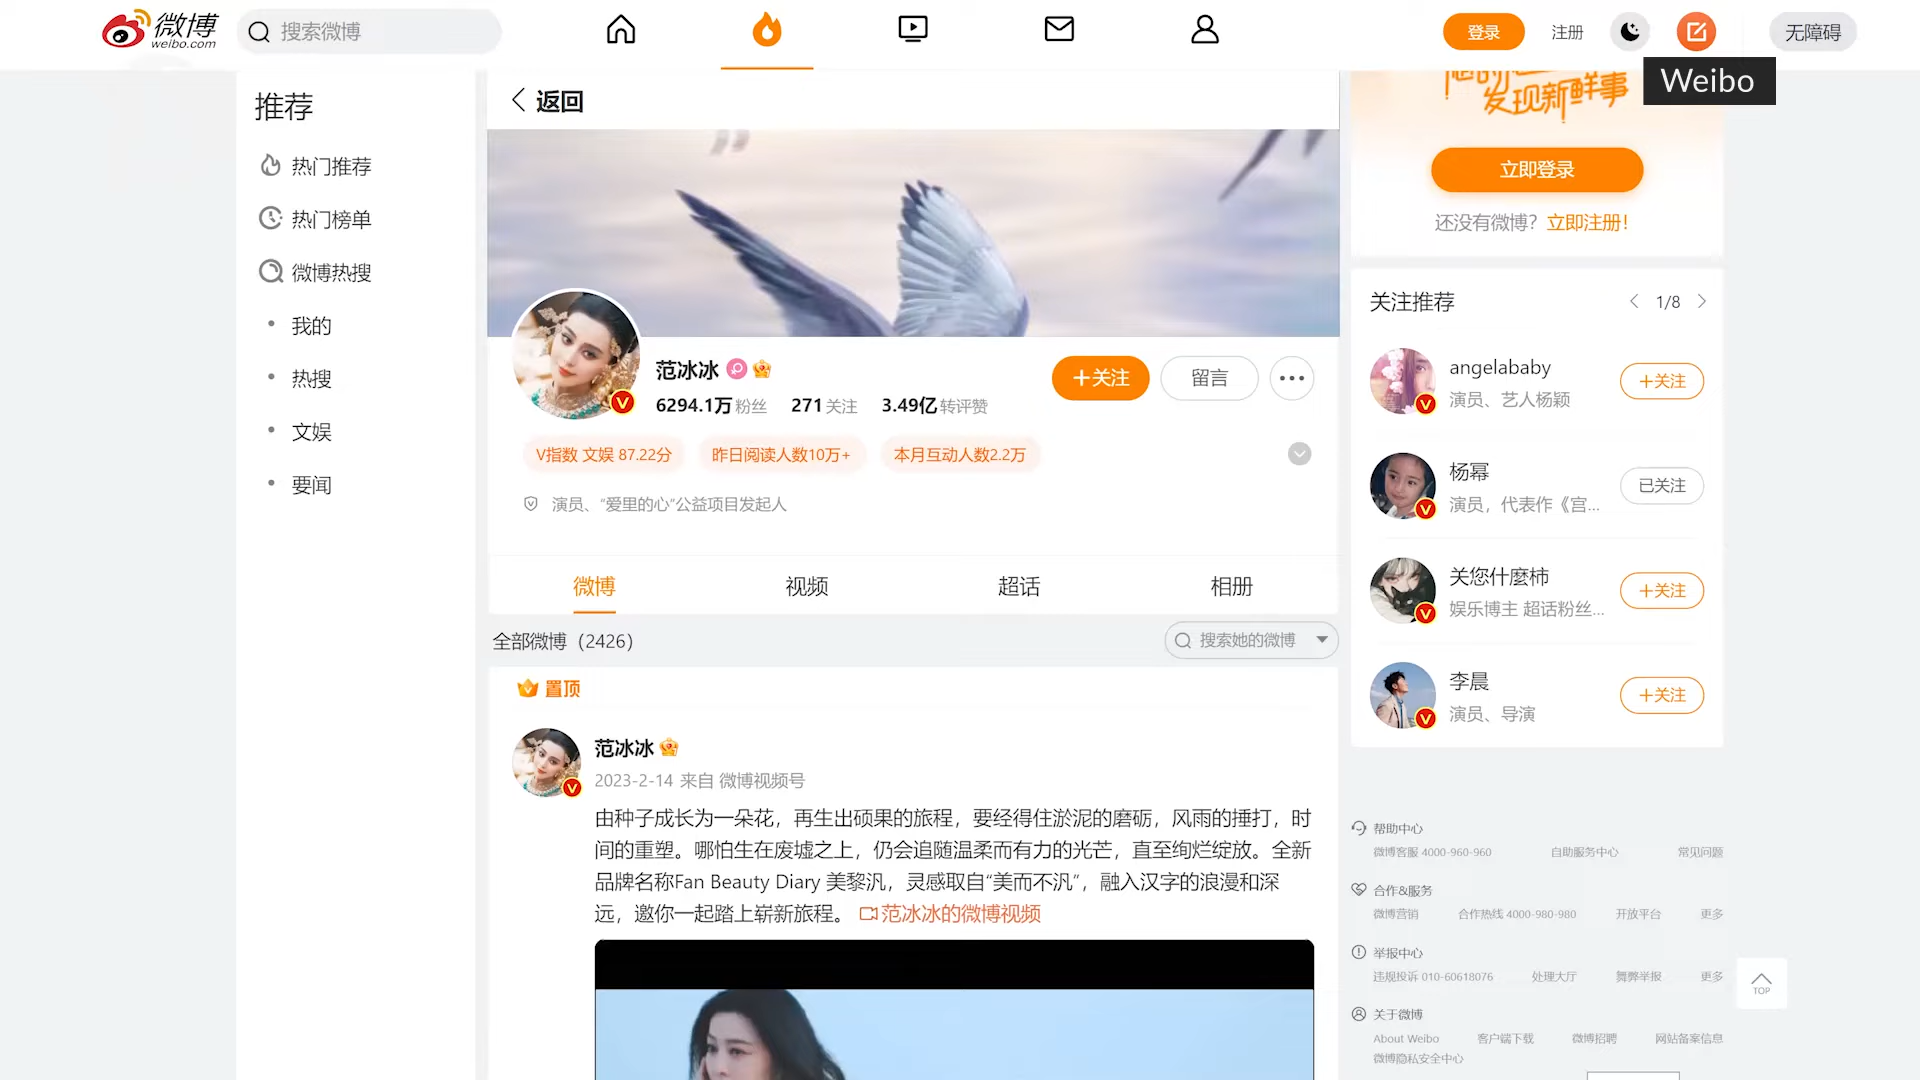 微博
weibo.com
搜索微博
登录
注册
无障碍
Weibo
推荐
热门推荐
热门榜单
微博热搜
我的
热搜
文娱
要闻
返回
范冰冰
6294.1万粉丝 271关注 3.49亿转评赞
+关注
留言
V指数 文娱 87.22分
昨日阅读人数10万+
本月互动人数2.2万
演员、“爱里的心”公益项目发起人
微博
视频
超话
相册
全部微博（2426）
搜索她的微博
置顶
范冰冰
2023-2-14 来自 微博视频号
由种子成长为一朵花，再生出硕果的旅程，要经得住淤泥的磨砺，风雨的捶打，时
间的重塑。哪怕生在废墟之上，仍会追随温柔而有力的光芒，直至绚烂绽放。全新
品牌名称Fan Beauty Diary 美黎汎，灵感取自“美而不汎”，融入汉字的浪漫和深
远，邀你一起踏上崭新旅程。 范冰冰的微博视频
发现新鲜事
立即登录
还没有微博？立即注册！
关注推荐
1/8
angelababy
演员、艺人杨颖
+关注
杨幂
演员，代表作《宫...
已关注
关您什麼柿
娱乐博主 超话粉丝...
+关注
李晨
演员、导演
+关注
帮助中心
微博客服 4000-960-960 自助服务中心 常见问题
合作&服务
微博营销 合作热线 4000-980-980 开放平台 更多
举报中心
违规投诉 010-60618076 处理大厅 舞弊举报 更多
关于微博
About Weibo 客户端下载 微博招聘 网站备案信息
微博隐私安全中心
TOP